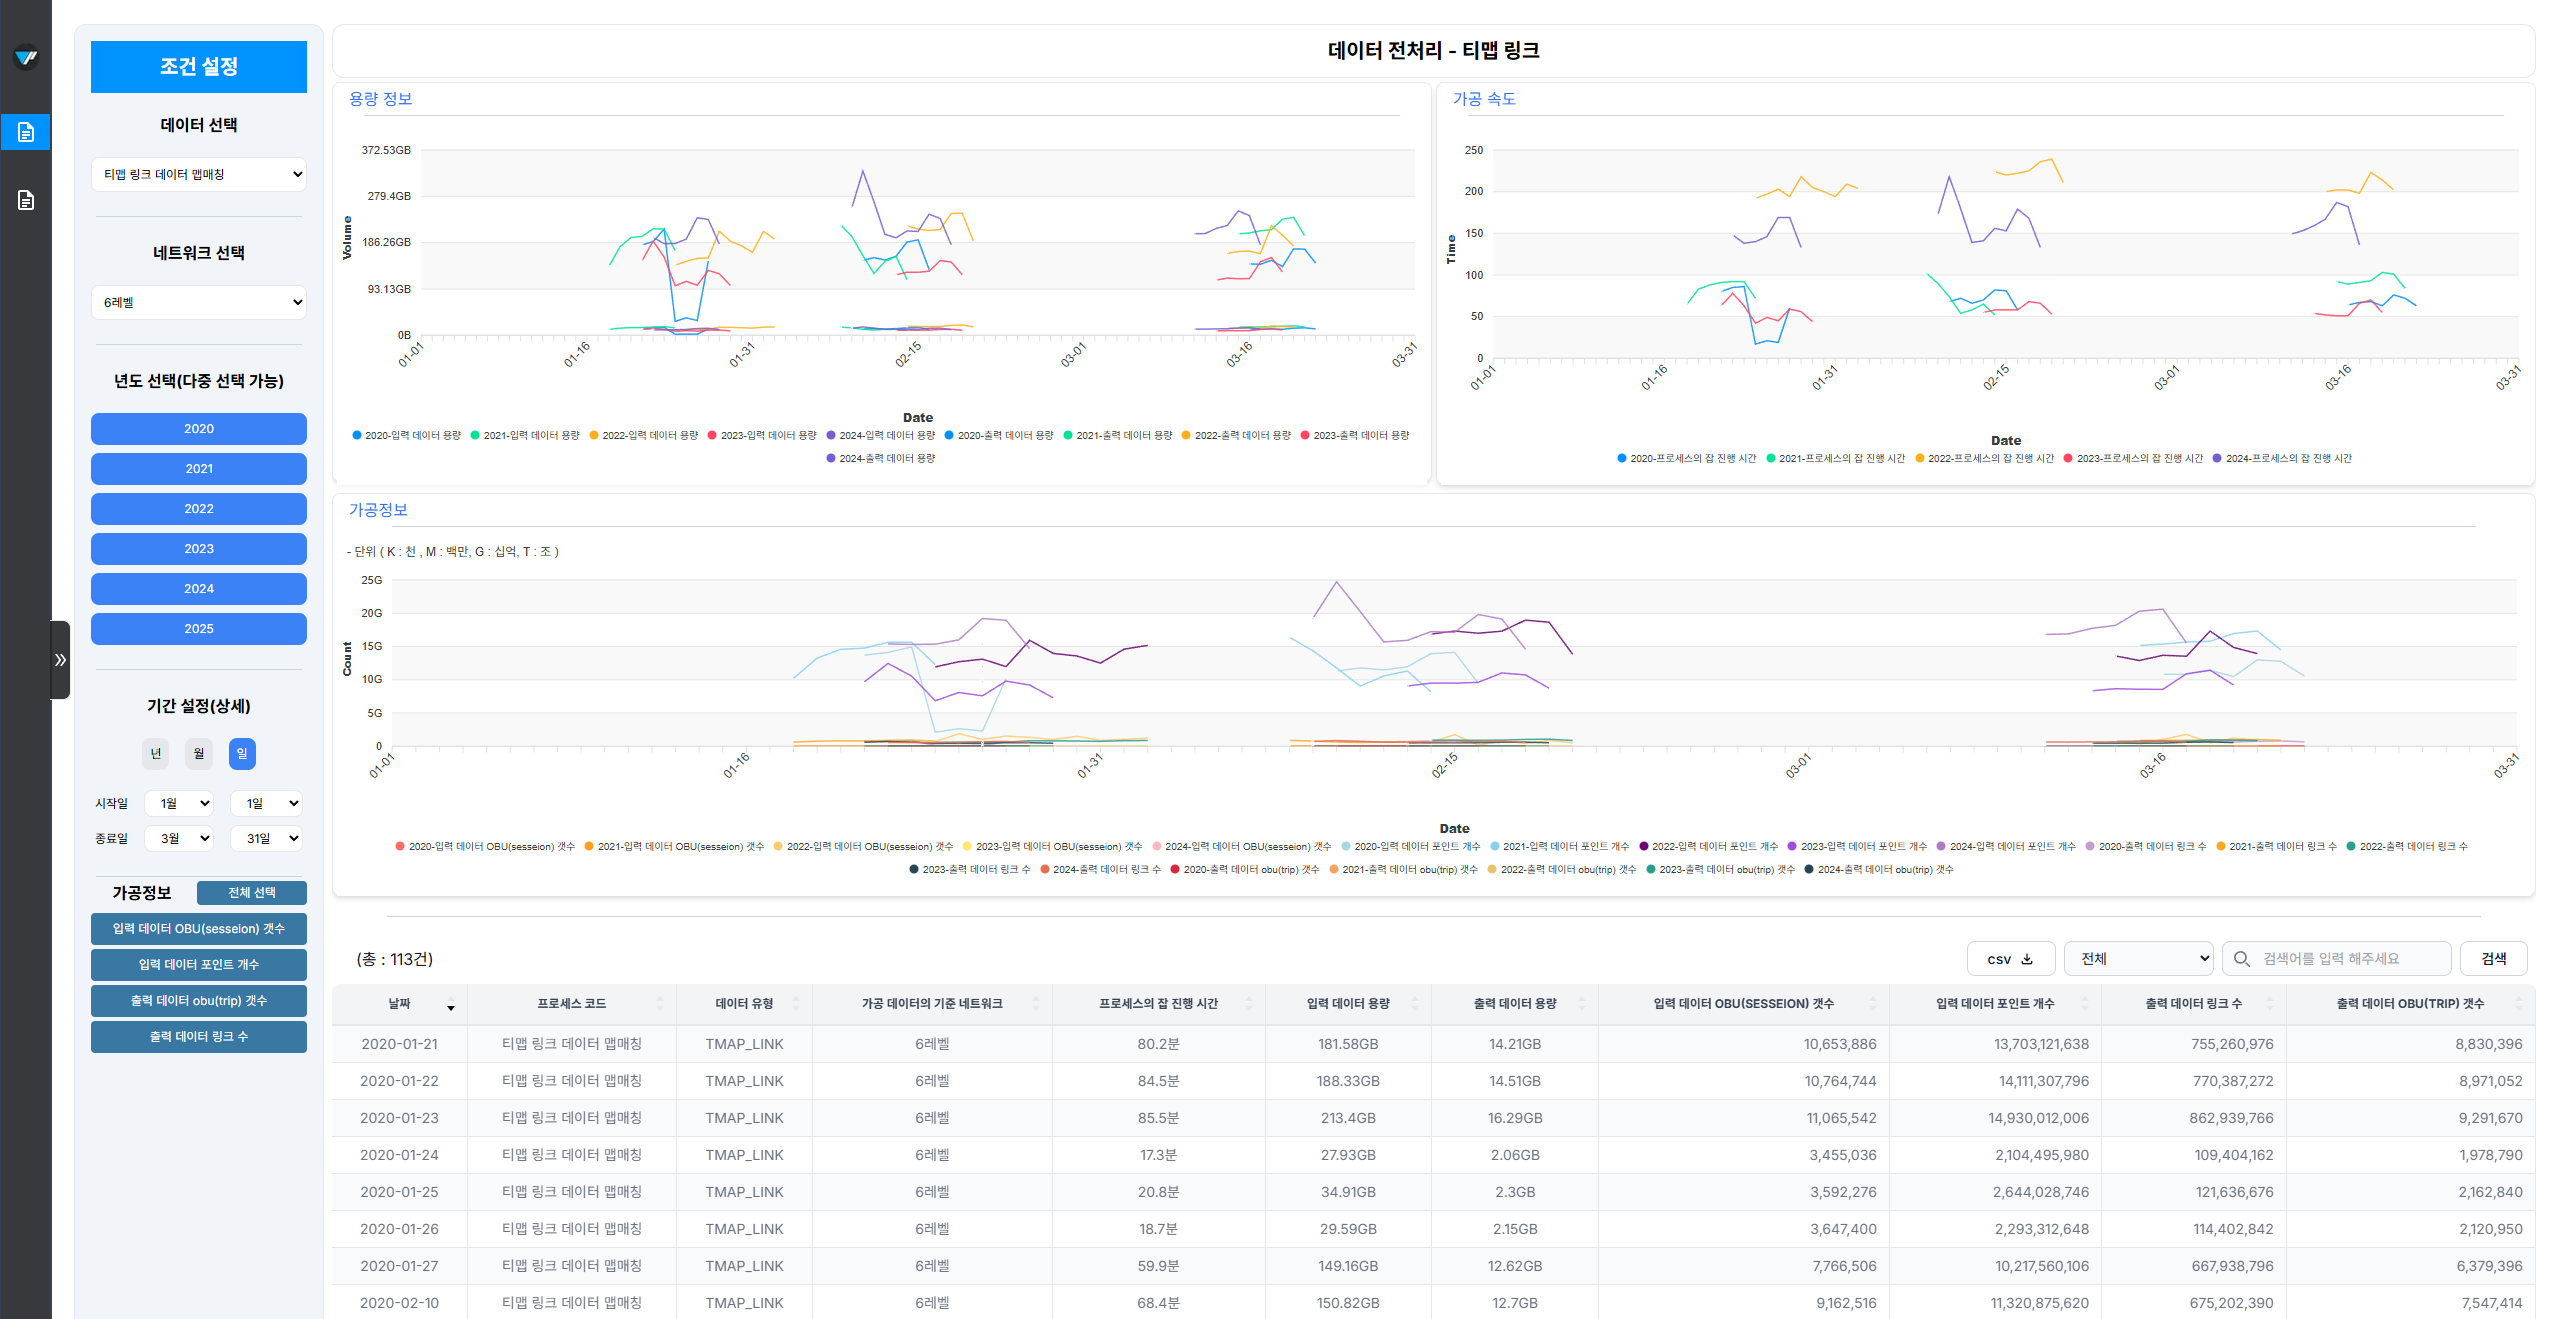 조건 설정
데이터 선택
티맵 링크 데이터 맵매칭
네트워크 선택
6레벨
년도 선택(다중 선택 가능)
2020
2021
2022
2023
2024
2025
기간 설정(상세)
년 월 일
시작일 1월 1일
종료일 3월 31일
가공정보 전체 선택
입력 데이터 OBU(sesseion) 갯수
입력 데이터 포인트 개수
출력 데이터 obu(trip) 갯수
출력 데이터 링크 수
데이터 전처리 - 티맵 링크
용량 정보
372.53GB
279.4GB
186.26GB
93.13GB
0B
Volume
01-01 01-16 01-31 02-15 03-01 03-16 03-31
Date
2020-입력 데이터 용량 2021-입력 데이터 용량 2022-입력 데이터 용량 2023-입력 데이터 용량 2024-입력 데이터 용량 2020-출력 데이터 용량 2021-출력 데이터 용량 2022-출력 데이터 용량 2023-출력 데이터 용량
2024-출력 데이터 용량
가공 속도
250
200
150
100
50
0
Time
01-01 01-16 01-31 02-15 03-01 03-16 03-31
Date
2020-프로세스의 잡 진행 시간 2021-프로세스의 잡 진행 시간 2022-프로세스의 잡 진행 시간 2023-프로세스의 잡 진행 시간 2024-프로세스의 잡 진행 시간
가공정보
- 단위 ( K : 천 , M : 백만, G : 십억, T : 조 )
25G
20G
15G
10G
5G
0
Count
01-01 01-16 01-31 02-15 03-01 03-16 03-31
Date
2020-입력 데이터 OBU(sesseion) 갯수 2021-입력 데이터 OBU(sesseion) 갯수 2022-입력 데이터 OBU(sesseion) 갯수 2023-입력 데이터 OBU(sesseion) 갯수 2024-입력 데이터 OBU(sesseion) 갯수 2020-입력 데이터 포인트 개수 2021-입력 데이터 포인트 개수 2022-입력 데이터 포인트 개수 2023-입력 데이터 포인트 개수 2024-입력 데이터 포인트 개수 2020-출력 데이터 링크 수 2021-출력 데이터 링크 수 2022-출력 데이터 링크 수
2023-출력 데이터 링크 수 2024-출력 데이터 링크 수 2020-출력 데이터 obu(trip) 갯수 2021-출력 데이터 obu(trip) 갯수 2022-출력 데이터 obu(trip) 갯수 2023-출력 데이터 obu(trip) 갯수 2024-출력 데이터 obu(trip) 갯수
(총 : 113건) csv 전체 검색어를 입력 해주세요 검색
날짜 프로세스 코드 데이터 유형 가공 데이터의 기준 네트워크 프로세스의 잡 진행 시간 입력 데이터 용량 출력 데이터 용량 입력 데이터 OBU(SESSEION) 갯수 입력 데이터 포인트 개수 출력 데이터 링크 수 출력 데이터 OBU(TRIP) 갯수
2020-01-21 티맵 링크 데이터 맵매칭 TMAP_LINK 6레벨 80.2분 181.58GB 14.21GB 10,653,886 13,703,121,638 755,260,976 8,830,396
2020-01-22 티맵 링크 데이터 맵매칭 TMAP_LINK 6레벨 84.5분 188.33GB 14.51GB 10,764,744 14,111,307,796 770,387,272 8,971,052
2020-01-23 티맵 링크 데이터 맵매칭 TMAP_LINK 6레벨 85.5분 213.4GB 16.29GB 11,065,542 14,930,012,006 862,939,766 9,291,670
2020-01-24 티맵 링크 데이터 맵매칭 TMAP_LINK 6레벨 17.3분 27.93GB 2.06GB 3,455,036 2,104,495,980 109,404,162 1,978,790
2020-01-25 티맵 링크 데이터 맵매칭 TMAP_LINK 6레벨 20.8분 34.91GB 2.3GB 3,592,276 2,644,028,746 121,636,676 2,162,840
2020-01-26 티맵 링크 데이터 맵매칭 TMAP_LINK 6레벨 18.7분 29.59GB 2.15GB 3,647,400 2,293,312,648 114,402,842 2,120,950
2020-01-27 티맵 링크 데이터 맵매칭 TMAP_LINK 6레벨 59.9분 149.16GB 12.62GB 7,766,506 10,217,560,106 667,938,796 6,379,396
2020-02-10 티맵 링크 데이터 맵매칭 TMAP_LINK 6레벨 68.4분 150.82GB 12.7GB 9,162,516 11,320,875,620 675,202,390 7,547,414